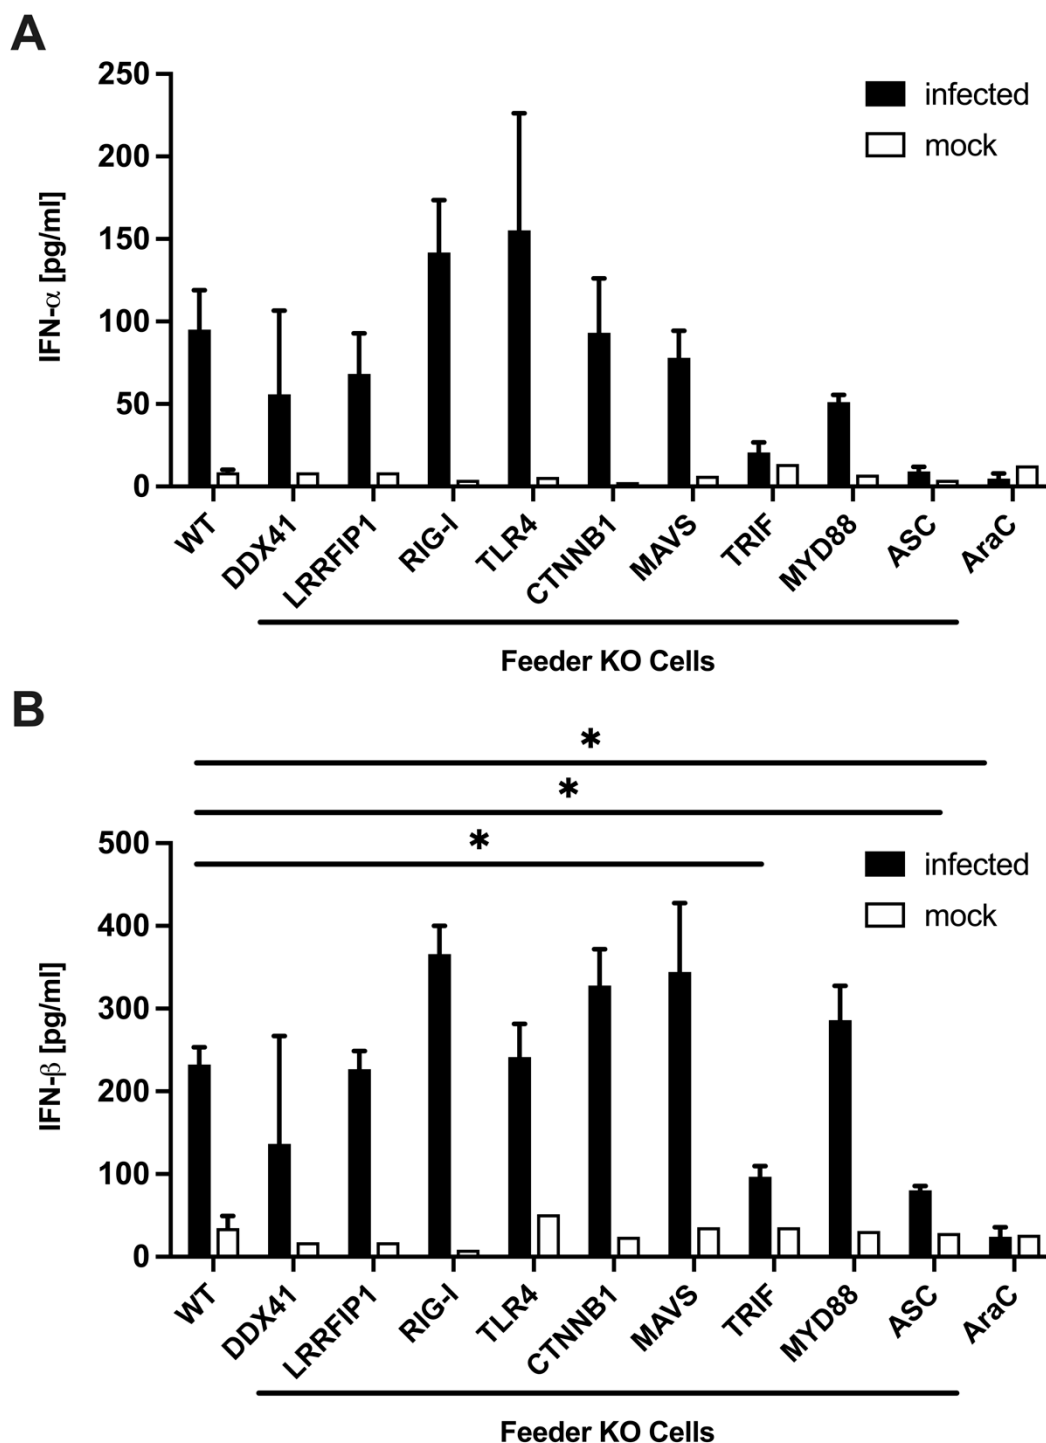 A
250
200
150
100
50
0
IFN-α [pg/ml]
infected
mock
WT
DDX41
LRRFIP1
RIG-I
TLR4
CTNNB1
MAVS
TRIF
MYD88
ASC
AraC
Feeder KO Cells
B
*
*
*
500
400
300
200
100
0
IFN-β [pg/ml]
infected
mock
WT
DDX41
LRRFIP1
RIG-I
TLR4
CTNNB1
MAVS
TRIF
MYD88
ASC
AraC
Feeder KO Cells